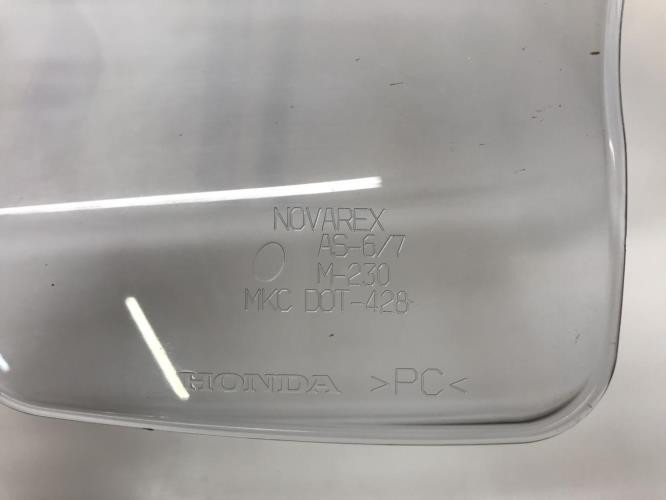 NOVAREX
AS-6/7
M-230
MKC DOT-428
HONDA >PC<